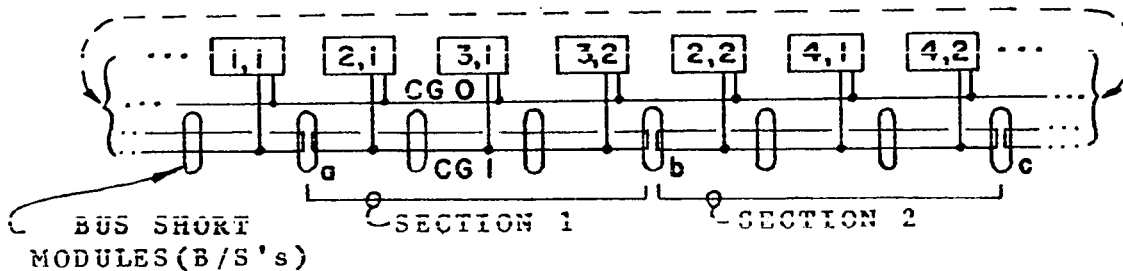 1,1 2,1 3,1 3,2 2,2 4,1 4,2
CG 0
CG 1
a b c
SECTION 1 SECTION 2
BUS SHORT
MODULES(B/S's)